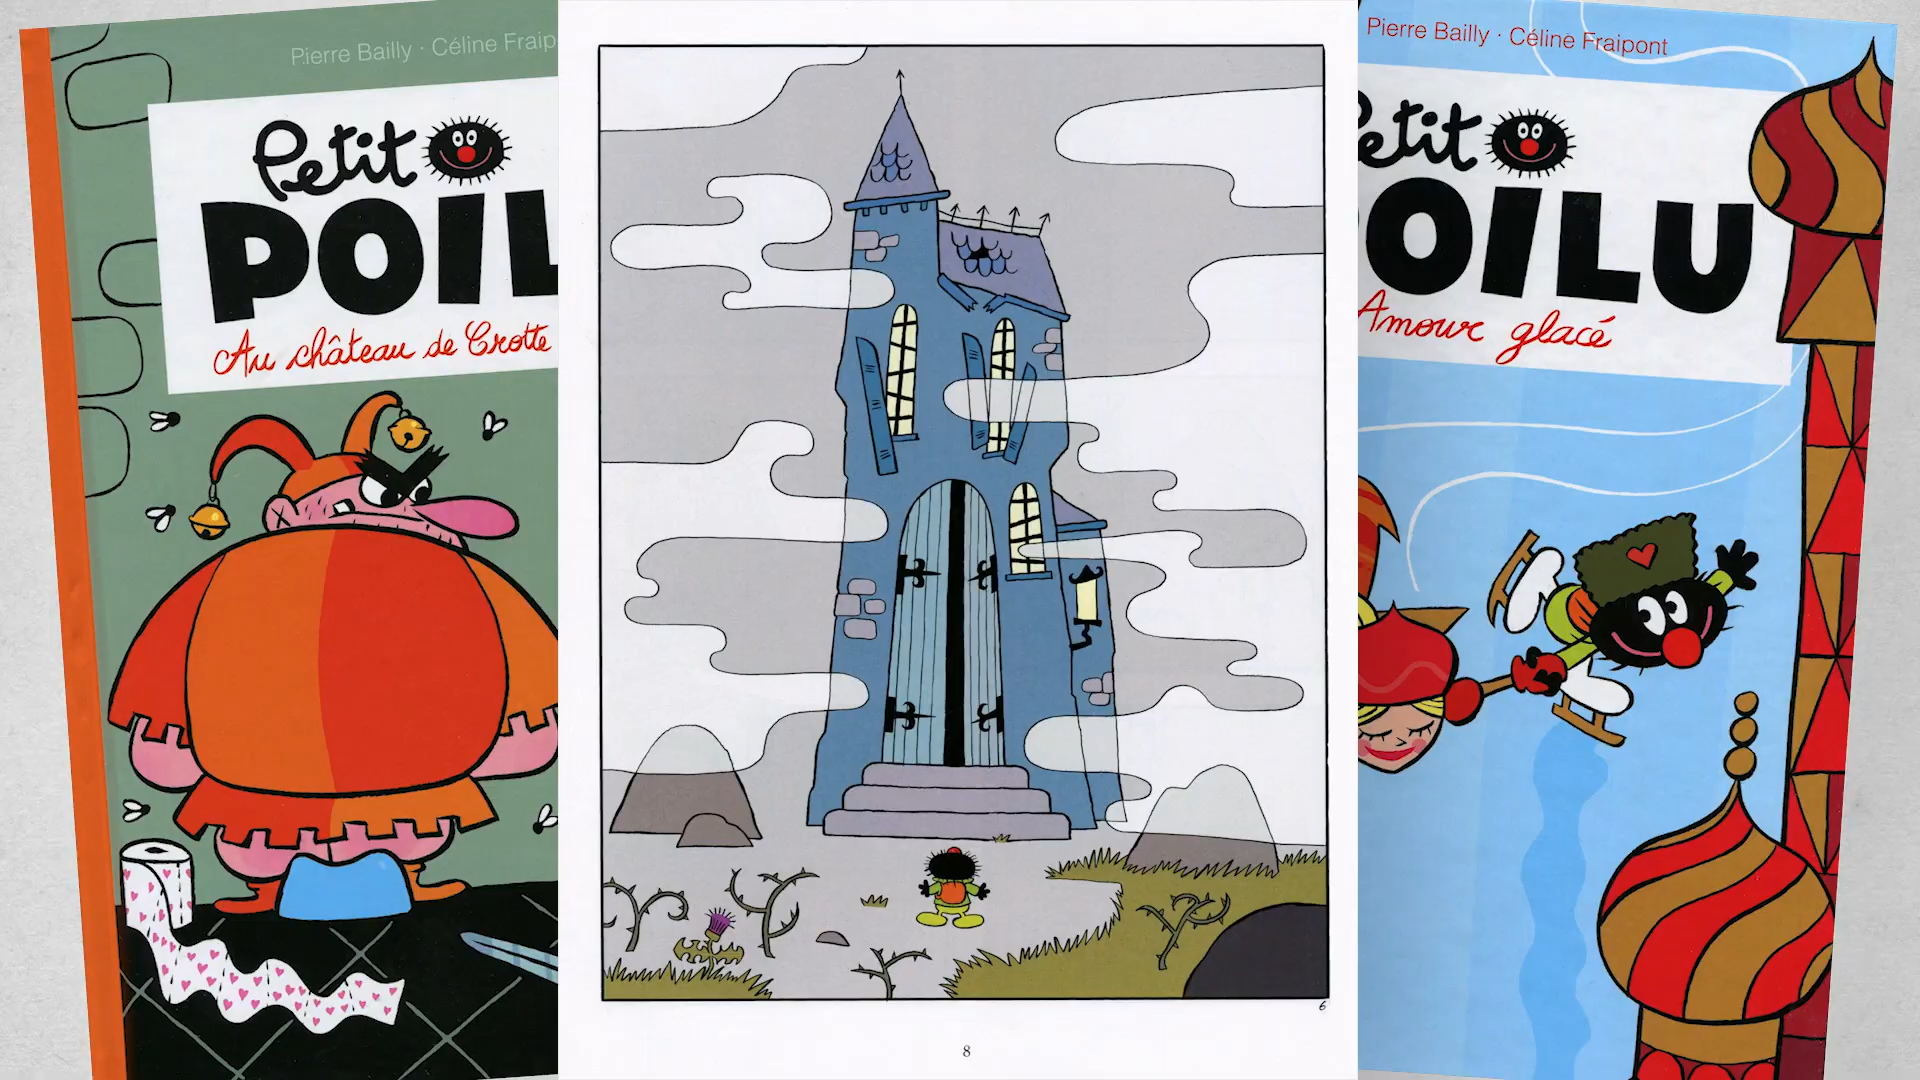 Pierre Bailly · Céline Fraip
Petit
POIL
Au château de Crotte
6
8
Pierre Bailly · Céline Fraipont
etit
OILU
Amour glacé